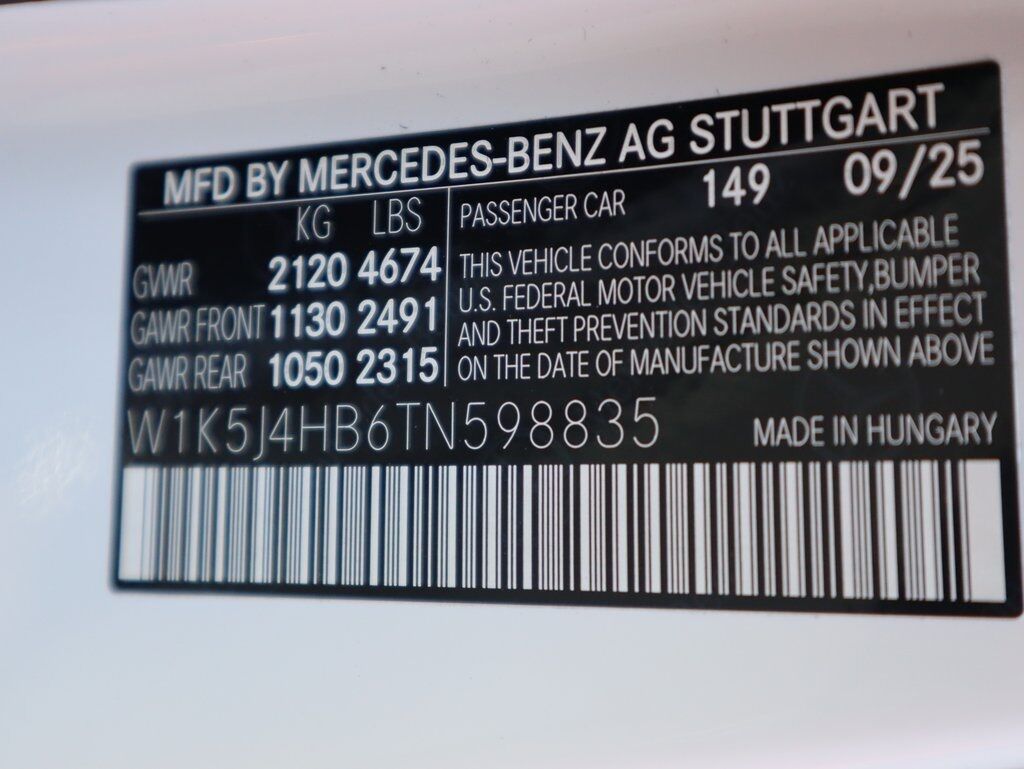 MFD BY MERCEDES-BENZ AG STUTTGART
KG LBS
GVWR 2120 4674
GAWR FRONT 1130 2491
GAWR REAR 1050 2315
PASSENGER CAR 149 09/25
THIS VEHICLE CONFORMS TO ALL APPLICABLE
U.S. FEDERAL MOTOR VEHICLE SAFETY,BUMPER
AND THEFT PREVENTION STANDARDS IN EFFECT
ON THE DATE OF MANUFACTURE SHOWN ABOVE
W1K5J4HB6TN598835
MADE IN HUNGARY